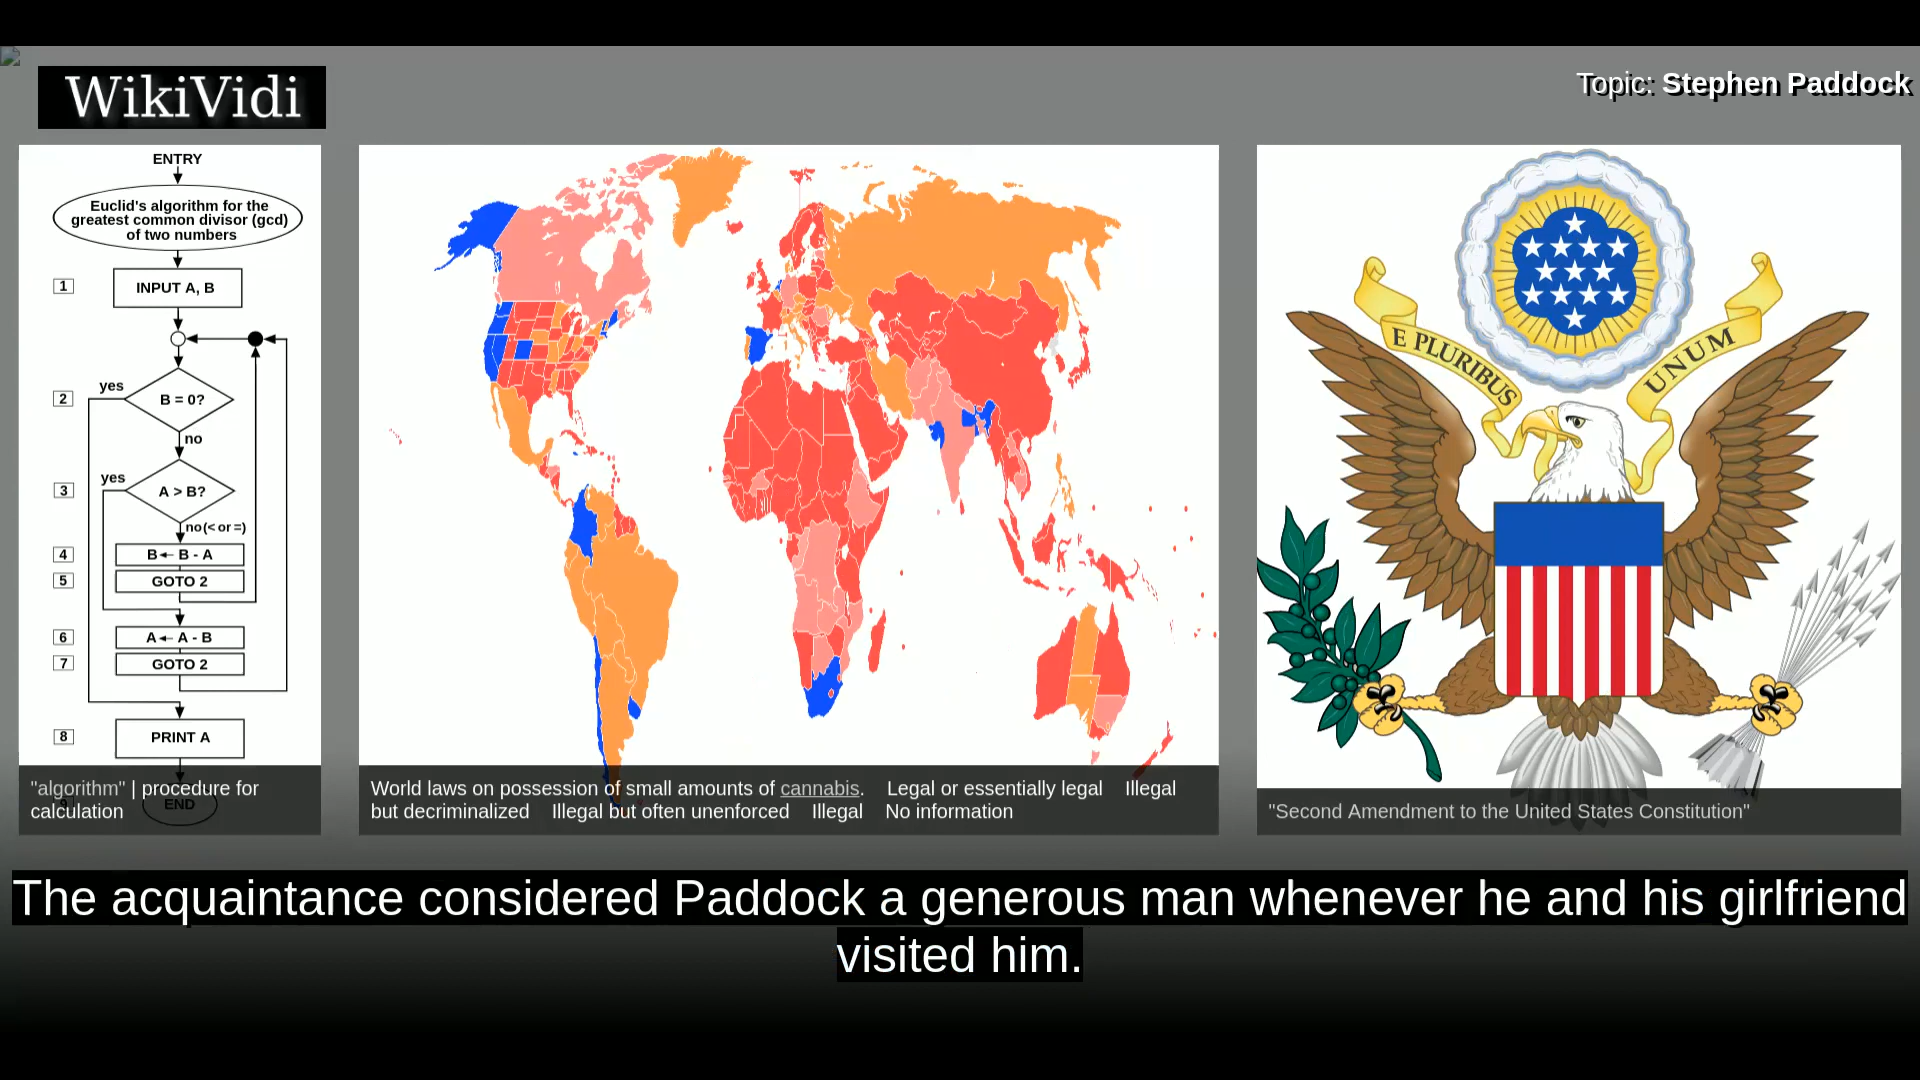 WikiVidi
Topic: Stephen Paddock
ENTRY
Euclid's algorithm for the
greatest common divisor (gcd)
of two numbers
1
INPUT A, B
yes
2
B = 0?
no
yes
3
A > B?
no (< or =)
4
B ← B - A
5
GOTO 2
6
A ← A - B
7
GOTO 2
8
PRINT A
9
END
"algorithm" | procedure for
calculation
World laws on possession of small amounts of cannabis. Legal or essentially legal Illegal
but decriminalized Illegal but often unenforced Illegal No information
E PLURIBUS UNUM
"Second Amendment to the United States Constitution"
The acquaintance considered Paddock a generous man whenever he and his girlfriend
visited him.